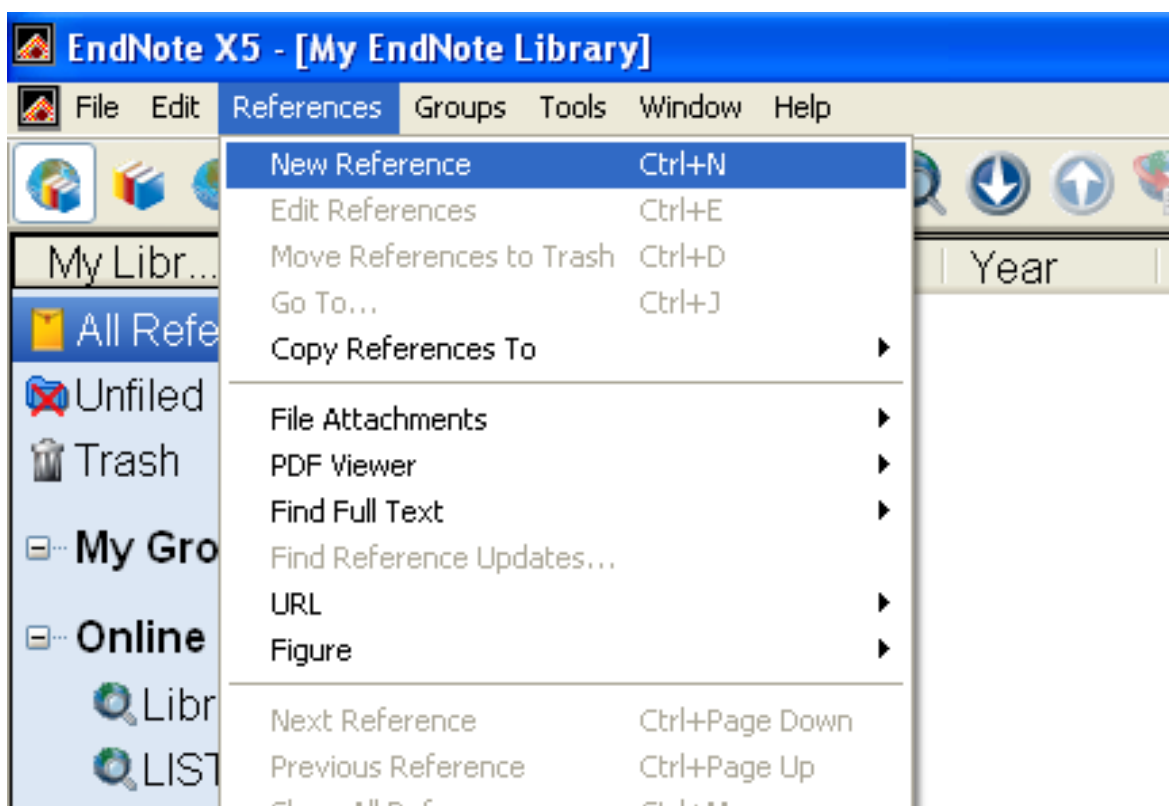 EndNote X5 - [My EndNote Library]
File Edit References Groups Tools Window Help
New Reference Ctrl+N
Edit References Ctrl+E
Move References to Trash Ctrl+D
Go To... Ctrl+J
Copy References To
File Attachments
PDF Viewer
Find Full Text
Find Reference Updates...
URL
Figure
Next Reference Ctrl+Page Down
Previous Reference Ctrl+Page Up
My Libr...
All Refe
Unfiled
Trash
My Gro
Online
Libr
LIST
Year